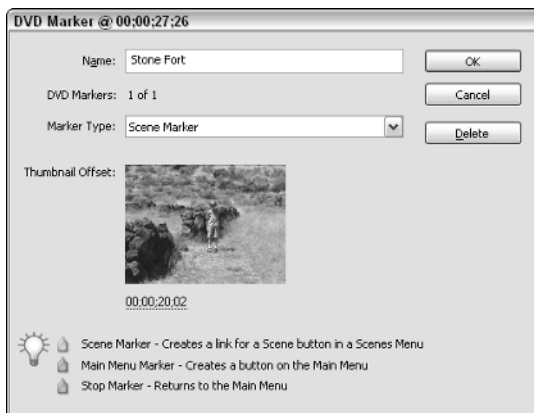 DVD Marker @ 00;00;27;26
Name: Stone Fort
OK
DVD Markers: 1 of 1
Cancel
Marker Type: Scene Marker
Delete
Thumbnail Offset:
00;00;20;02
Scene Marker - Creates a link for a Scene button in a Scenes Menu
Main Menu Marker - Creates a button on the Main Menu
Stop Marker - Returns to the Main Menu